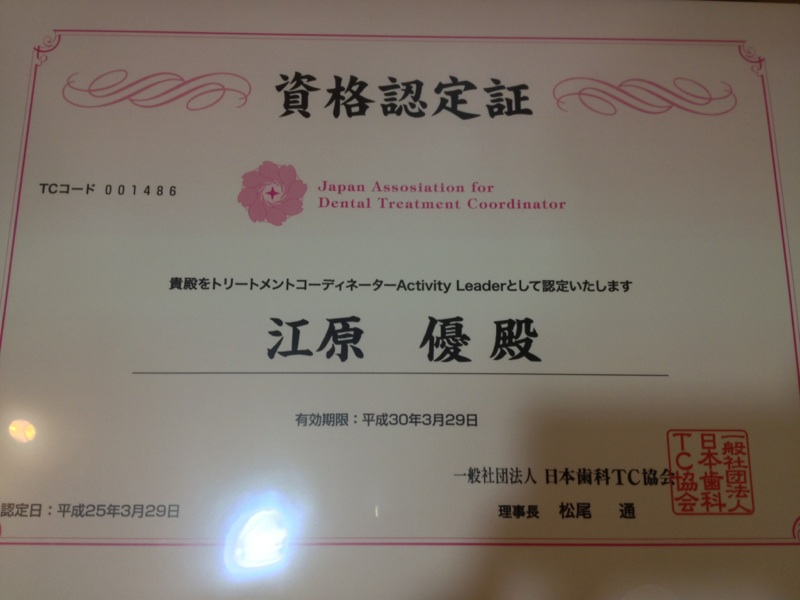 資格認定証
TCコード 001486
Japan Assosiation for
Dental Treatment Coordinator
貴殿をトリートメントコーディネーターActivity Leaderとして認定いたします
江原 優 殿
有効期限：平成30年3月29日
一般社団法人 日本歯科TC協会
一般社団法人
日本歯科
TC協会
認定日：平成25年3月29日
理事長 松尾 通